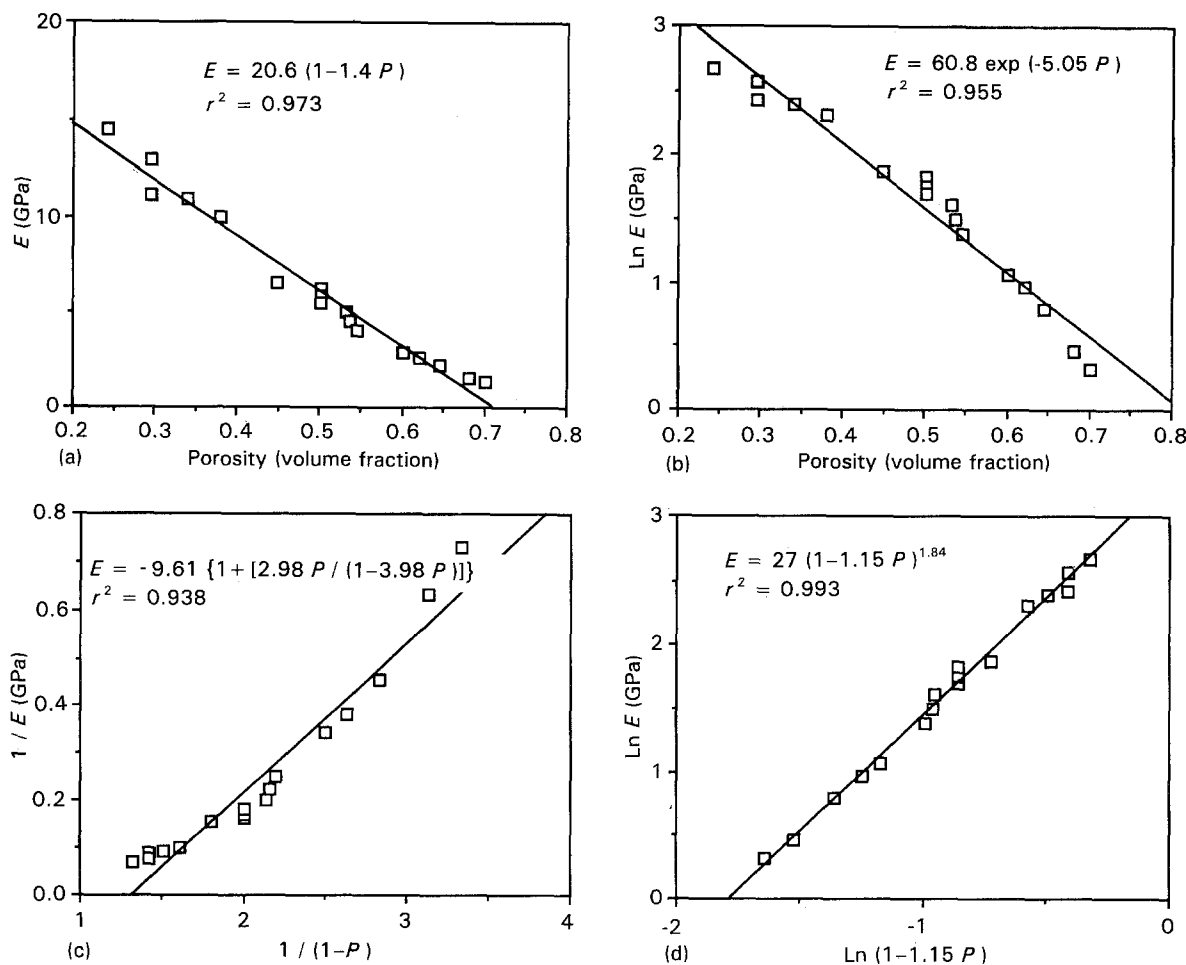 20
10
0
E (GPa)
E = 20.6 (1–1.4 P)
r² = 0.973
0.2 0.3 0.4 0.5 0.6 0.7 0.8
(a) Porosity (volume fraction)
3
2
1
0
Ln E (GPa)
E = 60.8 exp (-5.05 P)
r² = 0.955
0.2 0.3 0.4 0.5 0.6 0.7 0.8
(b) Porosity (volume fraction)
0.8
0.6
0.4
0.2
0.0
1 / E (GPa)
E = -9.61 {1+ [2.98 P / (1–3.98 P)]}
r² = 0.938
1 2 3 4
(c) 1 / (1–P)
3
2
1
0
Ln E (GPa)
E = 27 (1–1.15 P)^1.84
r² = 0.993
-2 -1 0
(d) Ln (1–1.15 P)